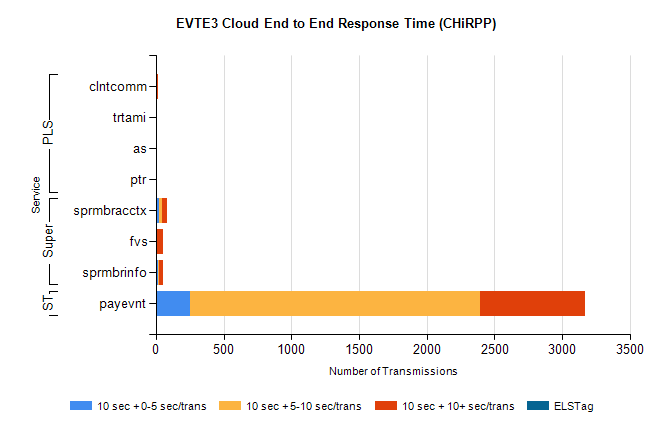 EVTE3 Cloud End to End Response Time (CHiRPP)
Service
PLS
clntcomm
trtami
as
ptr
Super
sprmbracctx
fvs
sprmbrinfo
ST
payevnt
0 500 1000 1500 2000 2500 3000 3500
Number of Transmissions
10 sec +0-5 sec/trans 10 sec +5-10 sec/trans 10 sec + 10+ sec/trans ELSTag